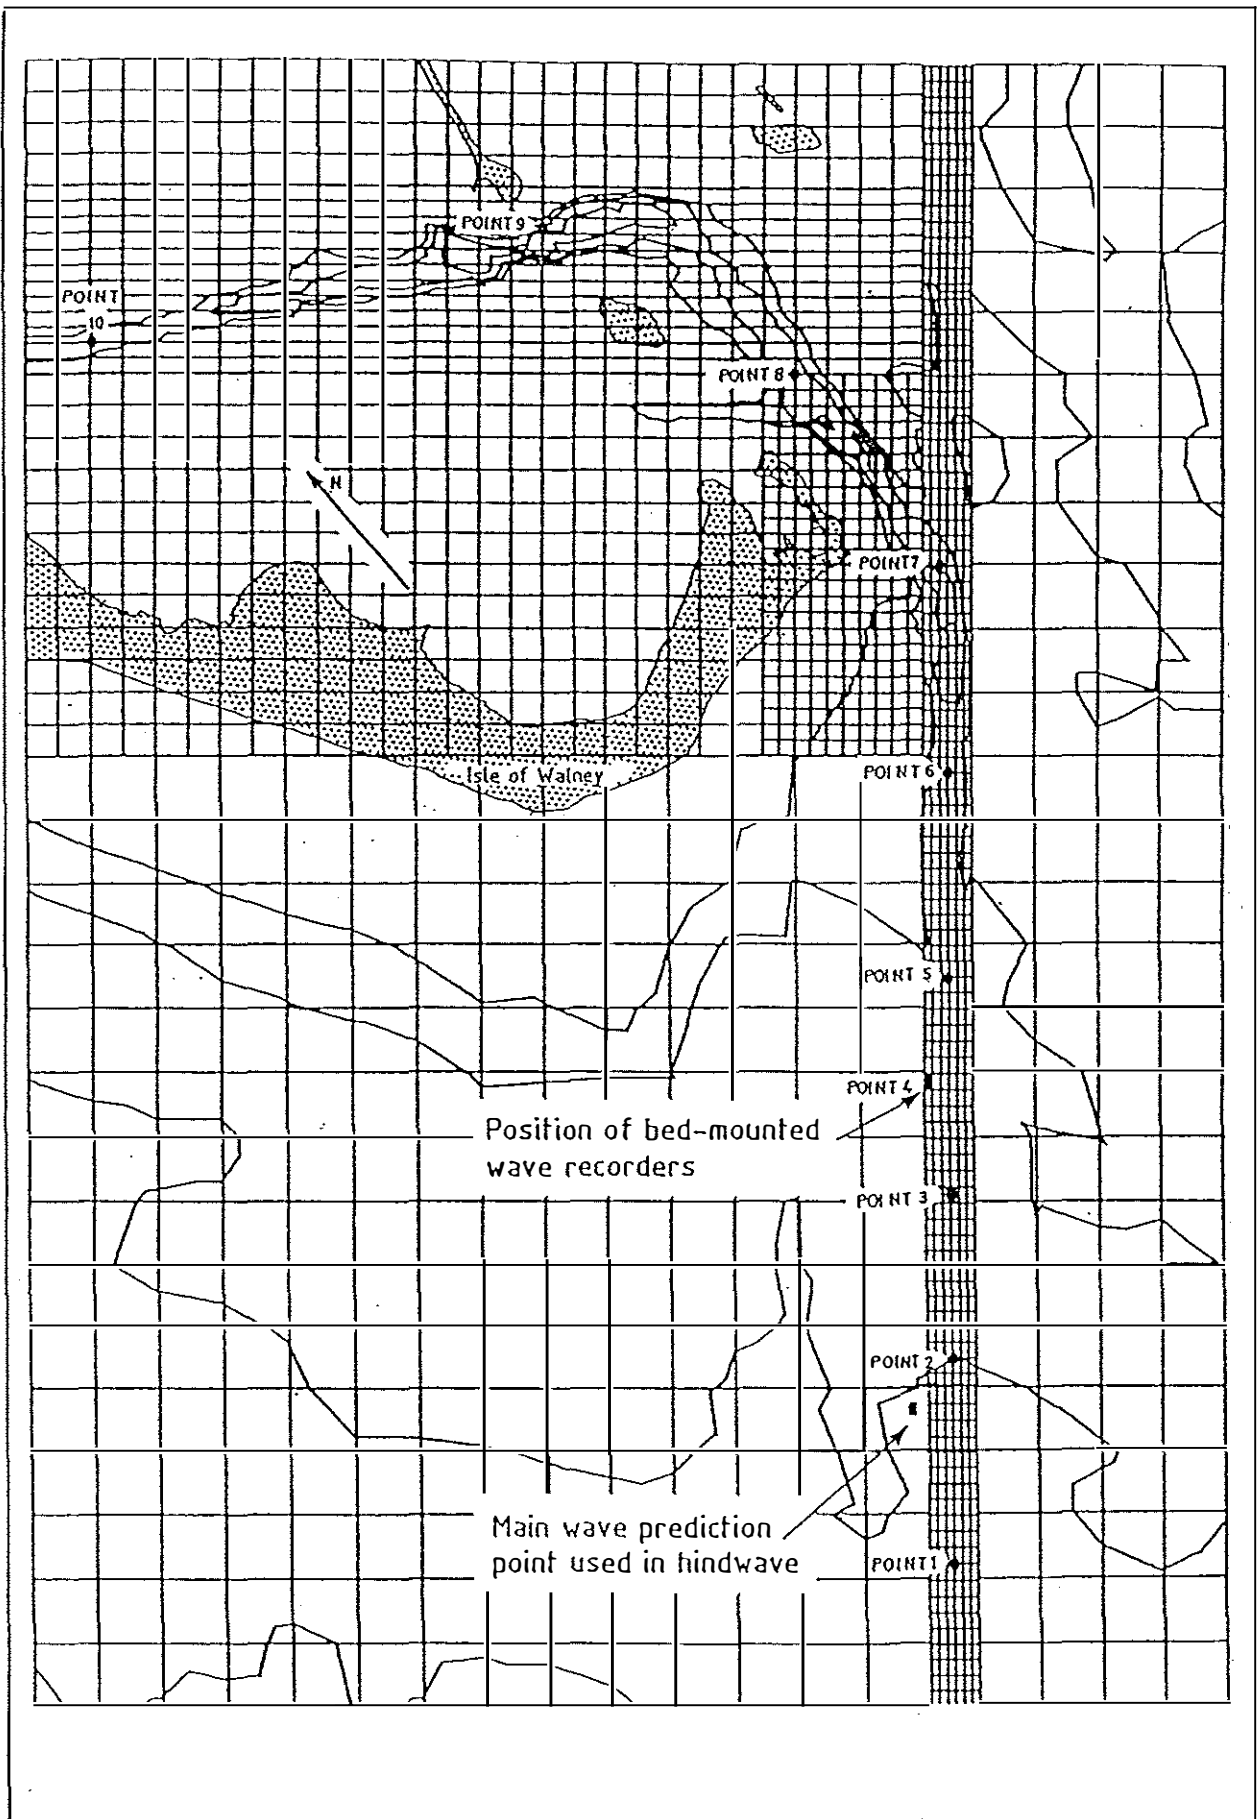 POINT 9
POINT
10
POINT 8
N
POINT7
Isle of Walney
POINT 6
POINT 5
POINT 4
Position of bed-mounted
wave recorders
POINT 3
POINT 2
Main wave prediction
point used in hindwave
POINT1